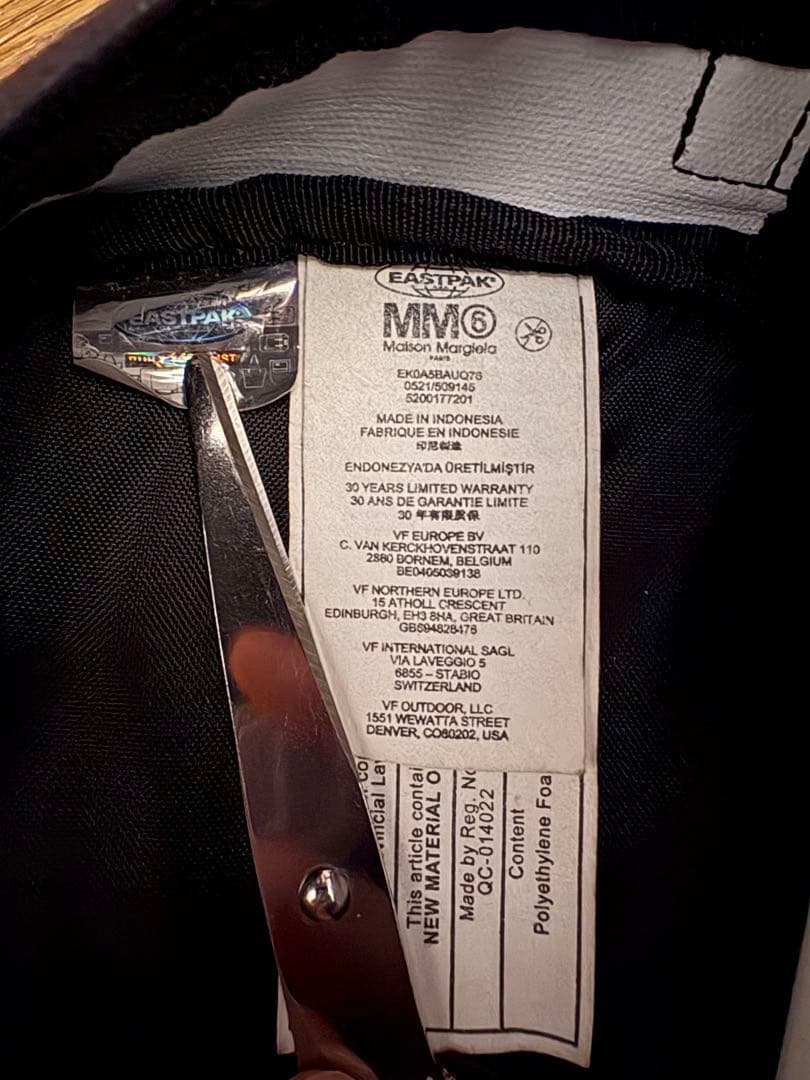 EASTPAK
EASTPAK
MM6
Maison Margiela
PARIS
EK0A5BAUQ76
0521/509145
5200177201
MADE IN INDONESIA
FABRIQUE EN INDONESIE
印尼制造
ENDONEZYA'DA ÜRETİLMİŞTİR
30 YEARS LIMITED WARRANTY
30 ANS DE GARANTIE LIMITE
30 年有限质保
VF EUROPE BV
C. VAN KERCKHOVENSTRAAT 110
2880 BORNEM, BELGIUM
BE0405039138
VF NORTHERN EUROPE LTD.
15 ATHOLL CRESCENT
EDINBURGH, EH3 8HA, GREAT BRITAIN
GB694828476
VF INTERNATIONAL SAGL
VIA LAVEGGIO 5
6855 – STABIO
SWITZERLAND
VF OUTDOOR, LLC
1551 WEWATTA STREET
DENVER, CO80202, USA
This article contai
NEW MATERIAL O
Made by Reg. No
QC-014022
Content
Polyethylene Foa